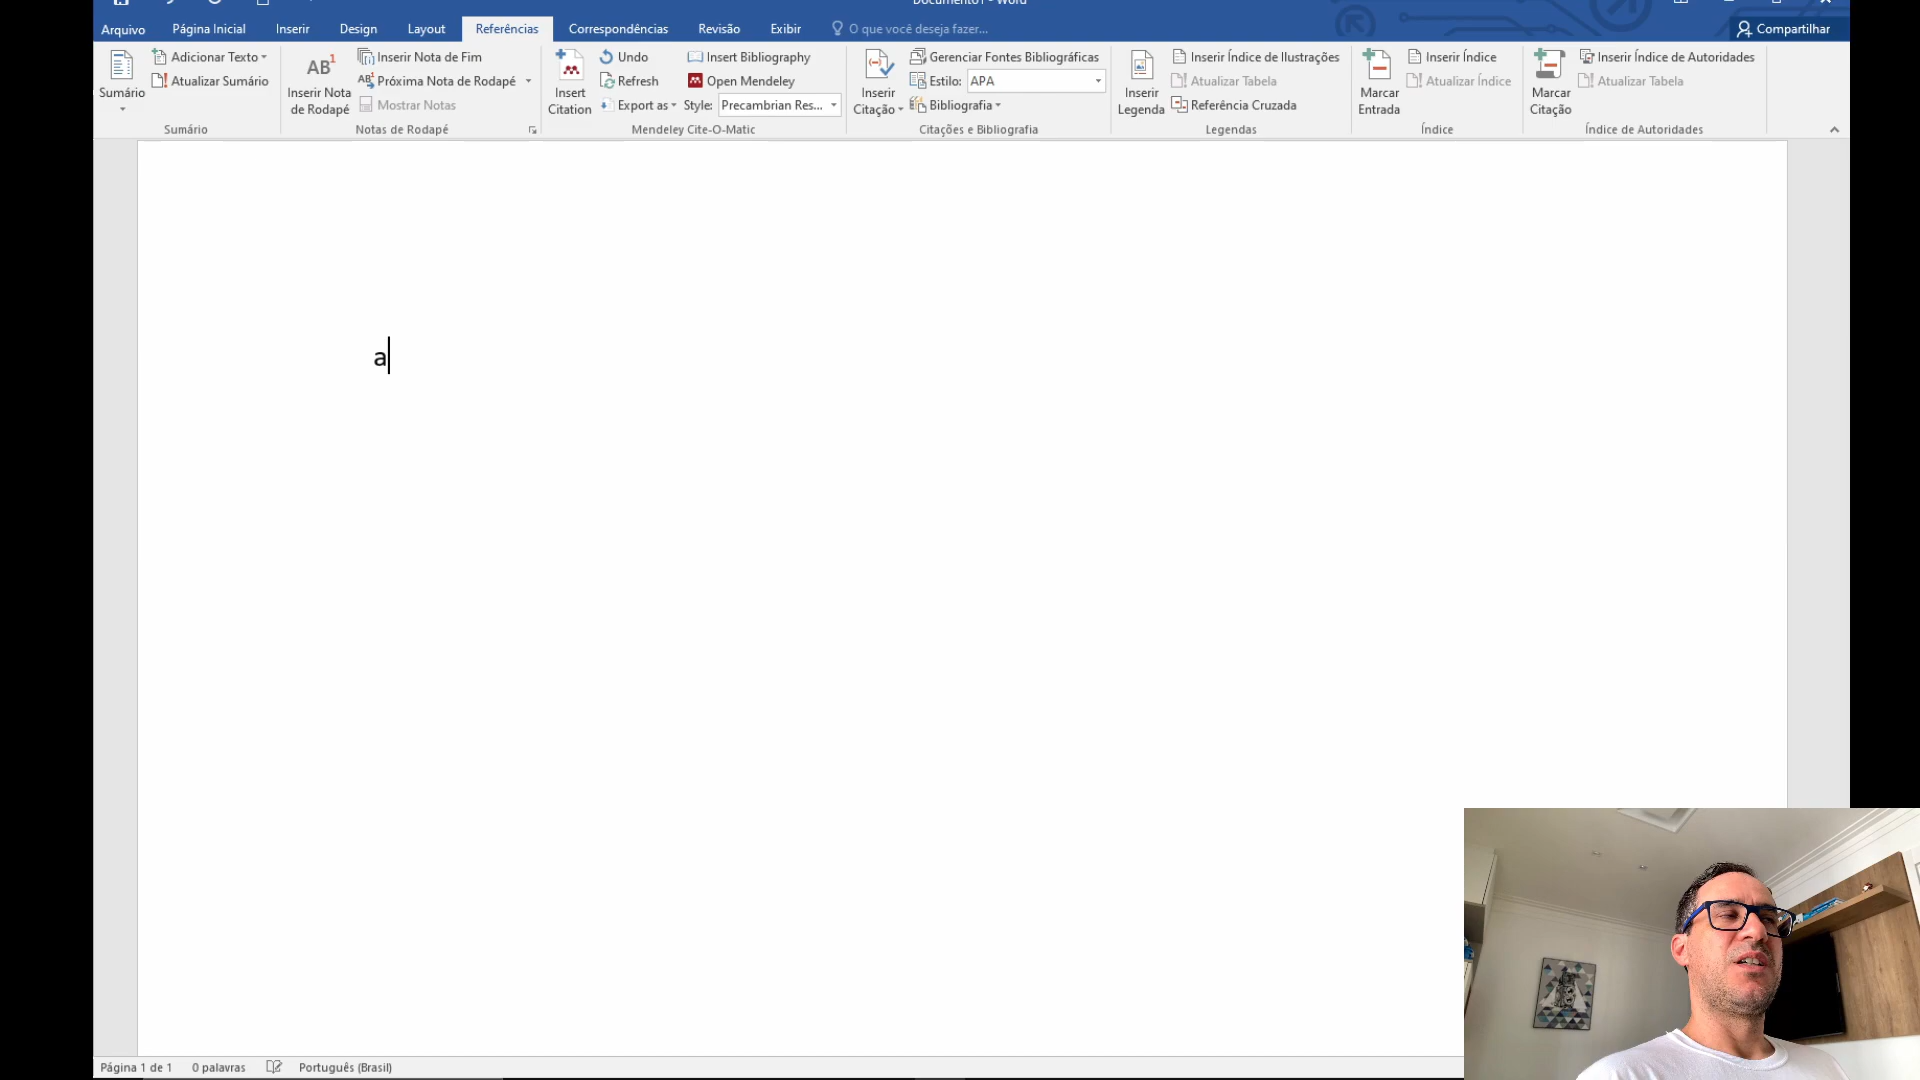 Documento1 - Word
Arquivo Página Inicial Inserir Design Layout Referências Correspondências Revisão Exibir O que você deseja fazer... Compartilhar
Sumário
Adicionar Texto
Atualizar Sumário
Sumário
AB1
Inserir Nota de Rodapé
Inserir Nota de Fim
Próxima Nota de Rodapé
Mostrar Notas
Notas de Rodapé
Insert Citation
Undo
Refresh
Export as
Insert Bibliography
Open Mendeley
Style: Precambrian Res...
Mendeley Cite-O-Matic
Inserir Citação
Gerenciar Fontes Bibliográficas
Estilo: APA
Bibliografia
Citações e Bibliografia
Inserir Legenda
Inserir Índice de Ilustrações
Atualizar Tabela
Referência Cruzada
Legendas
Marcar Entrada
Inserir Índice
Atualizar Índice
Índice
Marcar Citação
Inserir Índice de Autoridades
Atualizar Tabela
Índice de Autoridades
a
Página 1 de 1 0 palavras Português (Brasil)